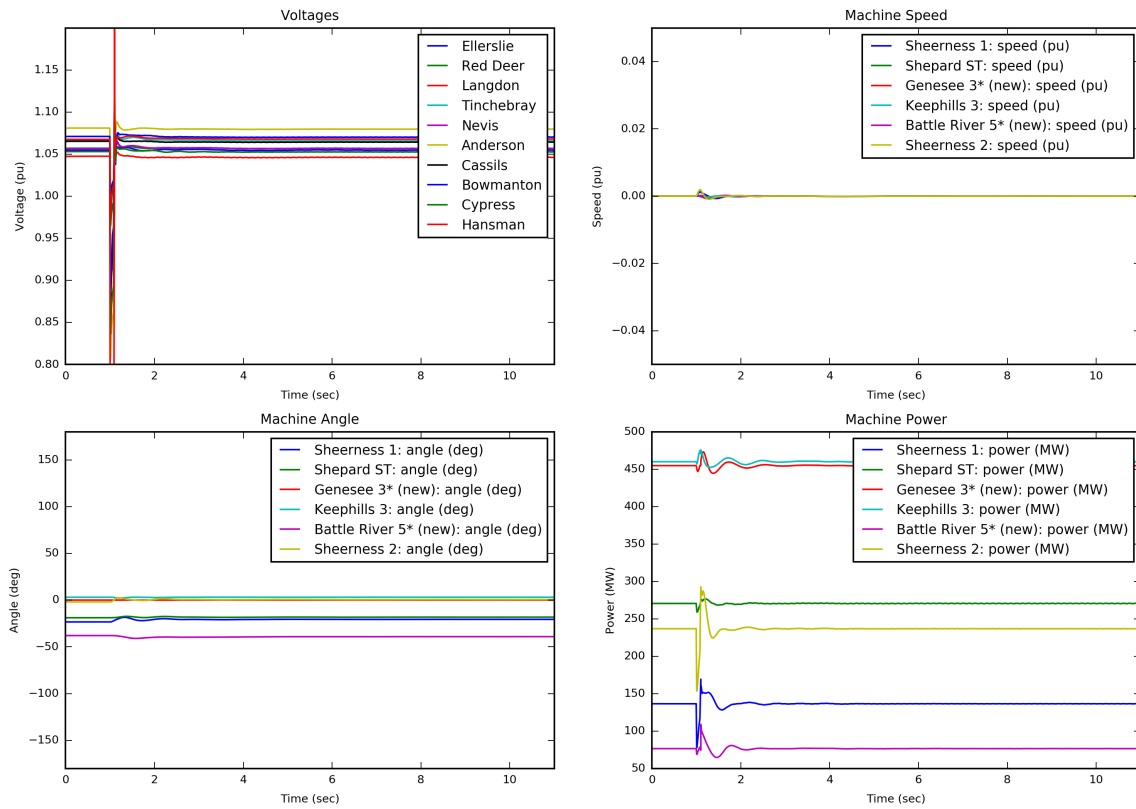 Voltages
Voltage (pu)
1.15
1.10
1.05
1.00
0.95
0.90
0.85
0.80
0
2
4
6
8
10
Time (sec)
Ellerslie
Red Deer
Langdon
Tinchebray
Nevis
Anderson
Cassils
Bowmanton
Cypress
Hansman
Machine Speed
Speed (pu)
0.04
0.02
0.00
−0.02
−0.04
0
2
4
6
8
10
Time (sec)
Sheerness 1: speed (pu)
Shepard ST: speed (pu)
Genesee 3* (new): speed (pu)
Keephills 3: speed (pu)
Battle River 5* (new): speed (pu)
Sheerness 2: speed (pu)
Machine Angle
Angle (deg)
150
100
50
0
−50
−100
−150
0
2
4
6
8
10
Time (sec)
Sheerness 1: angle (deg)
Shepard ST: angle (deg)
Genesee 3* (new): angle (deg)
Keephills 3: angle (deg)
Battle River 5* (new): angle (deg)
Sheerness 2: angle (deg)
Machine Power
Power (MW)
500
450
400
350
300
250
200
150
100
50
0
2
4
6
8
10
Time (sec)
Sheerness 1: power (MW)
Shepard ST: power (MW)
Genesee 3* (new): power (MW)
Keephills 3: power (MW)
Battle River 5* (new): power (MW)
Sheerness 2: power (MW)